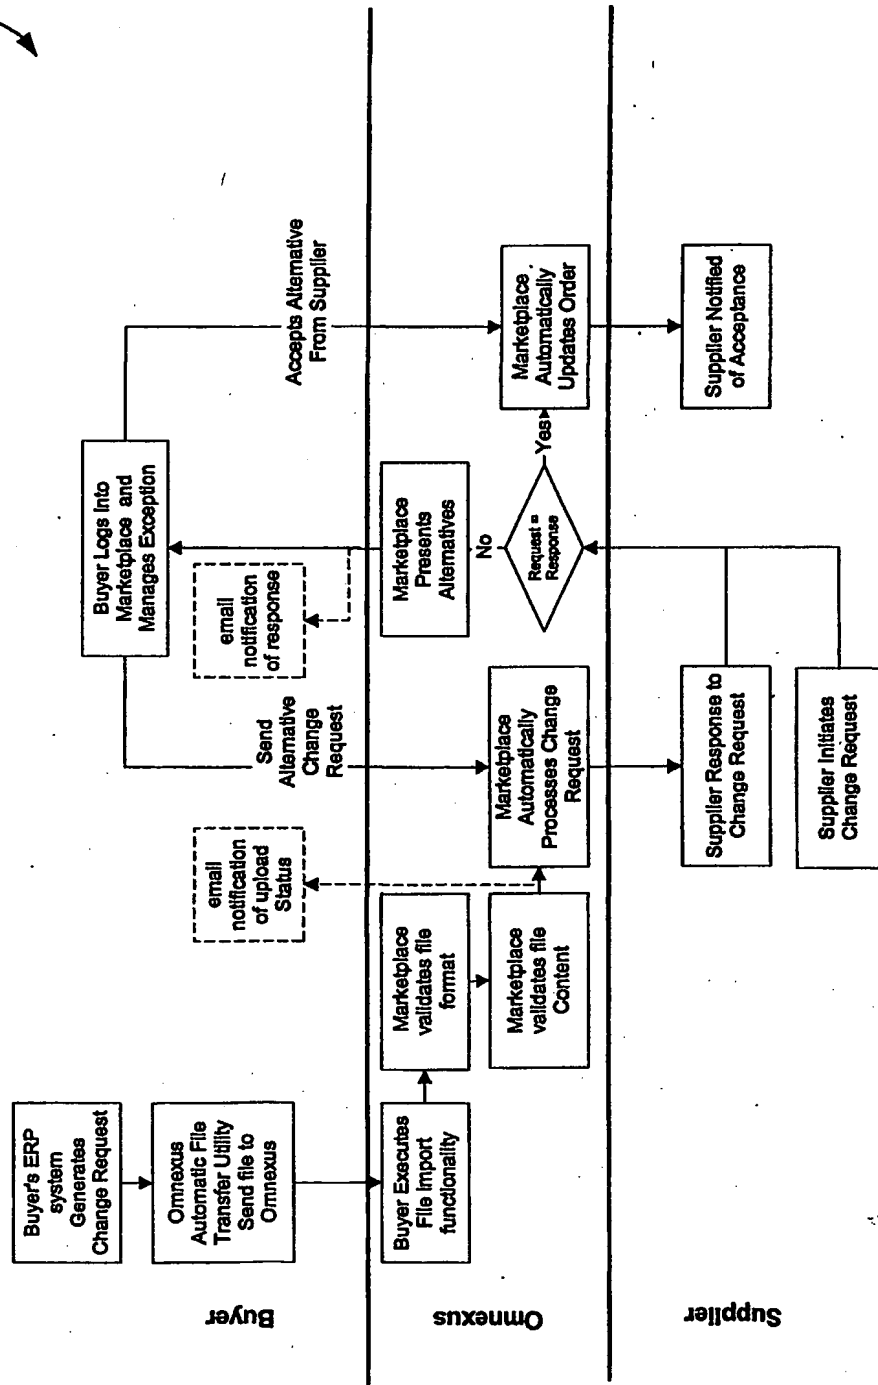 Buyer
Buyer's ERP
system
Generates
Change Request
Omnexus
Automatic File
Transfer Utility
Send file to
Omnexus
email
notification
of upload
Status
Send
Alternative
Change
Request
email
notification
of response
Buyer Logs Into
Marketplace and
Manages Exception
Accepts Alternative
From Supplier
Omnexus
Buyer Executes
File Import
functionality
Marketplace
validates file
format
Marketplace
validates file
Content
Marketplace
Automatically
Processes Change
Request
Marketplace
Presents
Alternatives
No
Request =
Response
Yes
Marketplace
Automatically
Updates Order
Supplier
Supplier Response to
Change Request
Supplier Initiates
Change Request
Supplier Notified
of Acceptance